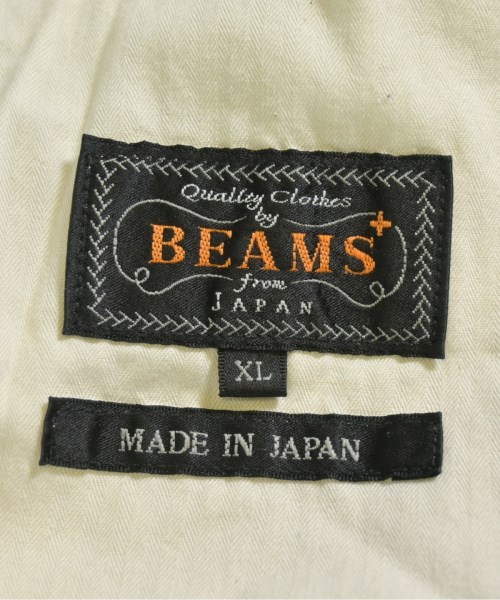 Quality Clothes
by
BEAMS+
from
JAPAN
XL
MADE IN JAPAN